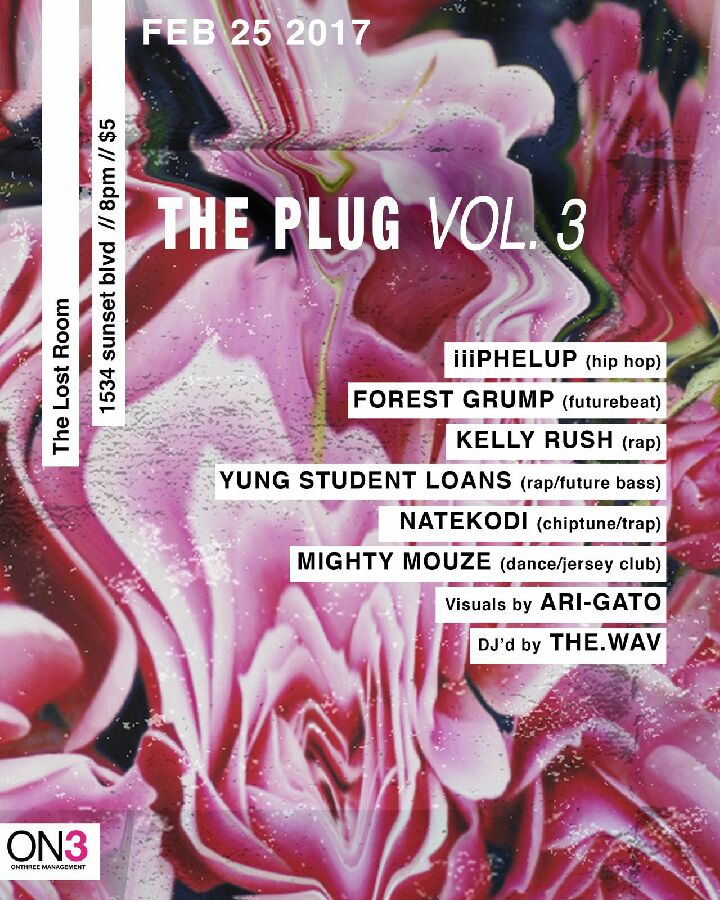 FEB 25 2017
The Lost Room
1534 sunset blvd // 8pm // $5
THE PLUG VOL. 3
iiiPHELUP (hip hop)
FOREST GRUMP (futurebeat)
KELLY RUSH (rap)
YUNG STUDENT LOANS (rap/future bass)
NATEKODI (chiptune/trap)
MIGHTY MOUZE (dance/jersey club)
Visuals by ARI-GATO
DJ'd by THE.WAV
ON3
ONTHREE MANAGEMENT